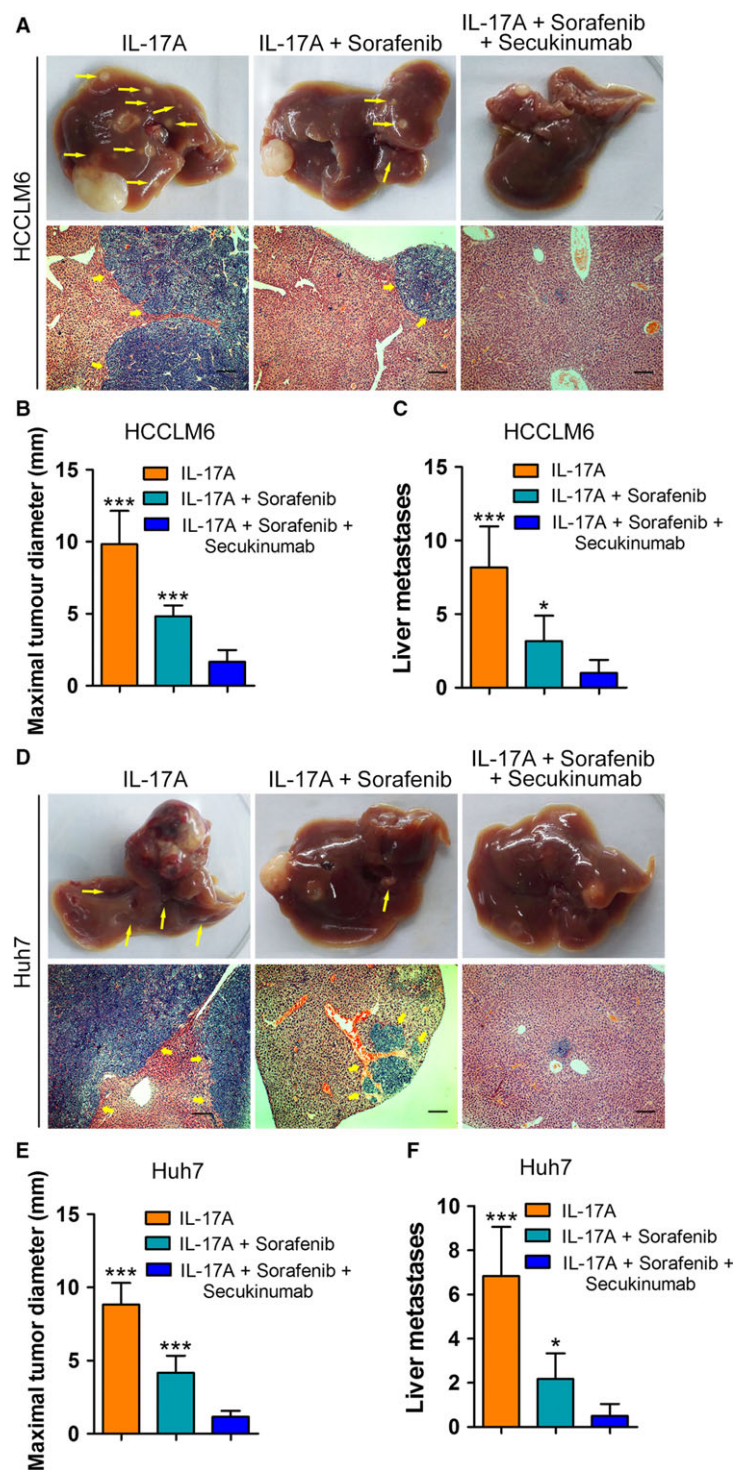 A
IL-17A
IL-17A + Sorafenib
IL-17A + Sorafenib
+ Secukinumab
HCCLM6
B
HCCLM6
Maximal tumour diameter (mm)
15
10
5
0
***
***
IL-17A
IL-17A + Sorafenib
IL-17A + Sorafenib +
Secukinumab
C
HCCLM6
Liver metastases
15
10
5
0
***
*
IL-17A
IL-17A + Sorafenib
IL-17A + Sorafenib +
Secukinumab
D
IL-17A
IL-17A + Sorafenib
IL-17A + Sorafenib
+ Secukinumab
Huh7
E
Huh7
Maximal tumor diameter (mm)
15
10
5
0
***
***
IL-17A
IL-17A + Sorafenib
IL-17A + Sorafenib +
Secukinumab
F
Huh7
Liver metastases
10
8
6
4
2
0
***
*
IL-17A
IL-17A + Sorafenib
IL-17A + Sorafenib +
Secukinumab